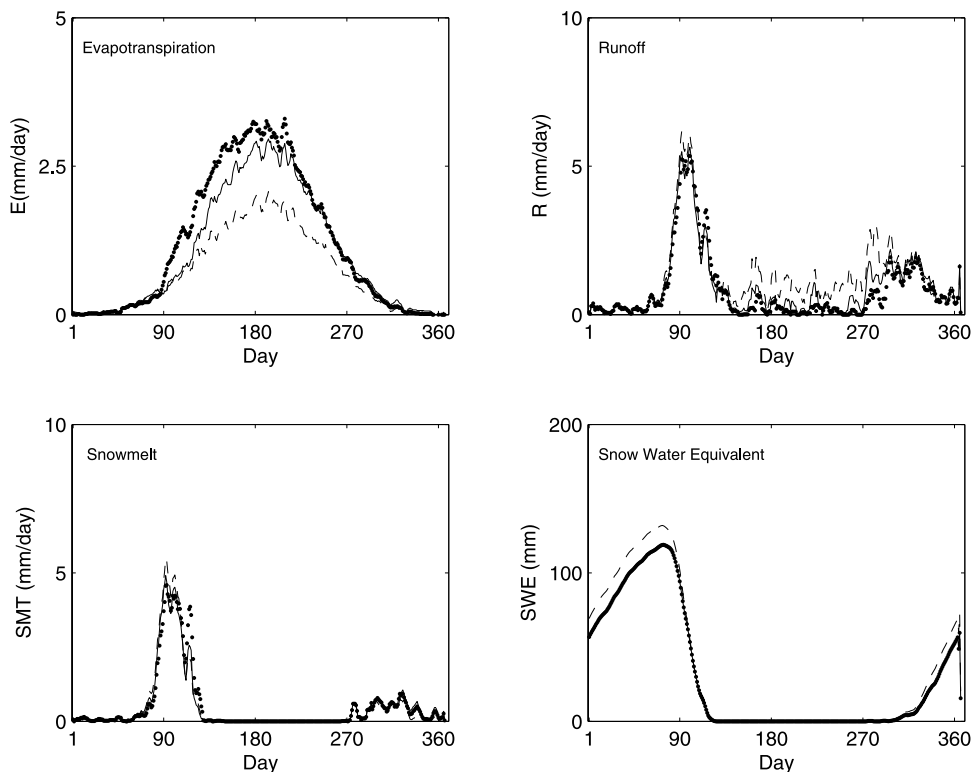 5
Evapotranspiration
E(mm/day)
2.5
0
1 90 180 270 360
Day
10
Runoff
R (mm/day)
5
0
1 90 180 270 360
Day
10
Snowmelt
SMT (mm/day)
5
0
1 90 180 270 360
Day
200
Snow Water Equivalent
SWE (mm)
100
0
1 90 180 270 360
Day